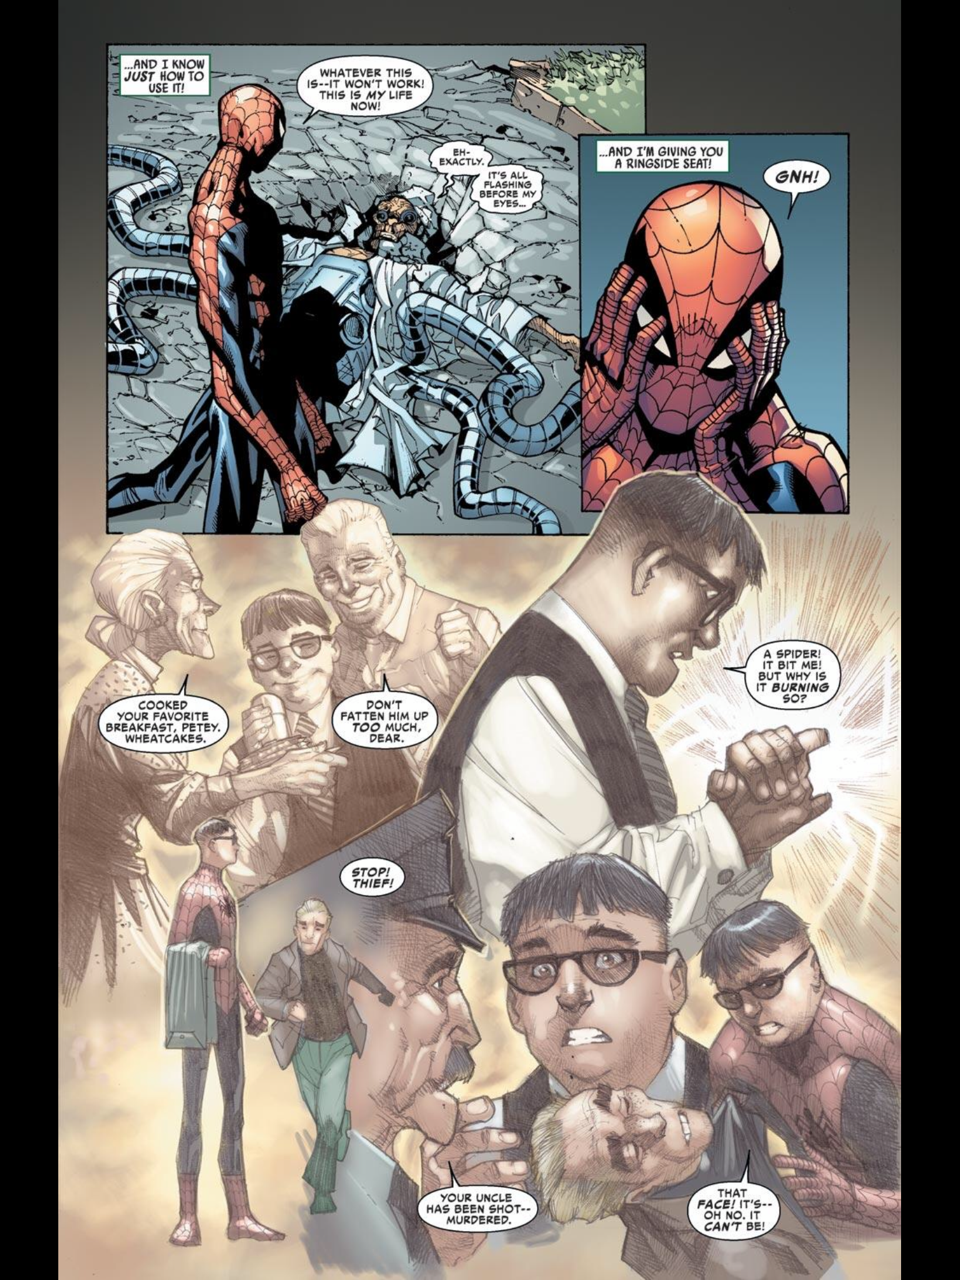 ...AND I KNOW
JUST HOW TO
USE IT!
WHATEVER THIS
IS--IT WON'T WORK!
THIS IS MY LIFE
NOW!
EH-
EXACTLY.
IT'S ALL
FLASHING
BEFORE MY
EYES...
...AND I'M GIVING YOU
A RINGSIDE SEAT!
GNH!
COOKED
YOUR FAVORITE
BREAKFAST, PETEY.
WHEATCAKES.
DON'T
FATTEN HIM UP
TOO MUCH,
DEAR.
A SPIDER!
IT BIT ME!
BUT WHY IS
IT BURNING
SO?
STOP!
THIEF!
YOUR UNCLE
HAS BEEN SHOT--
MURDERED.
THAT
FACE! IT'S--
OH NO. IT
CAN'T BE!